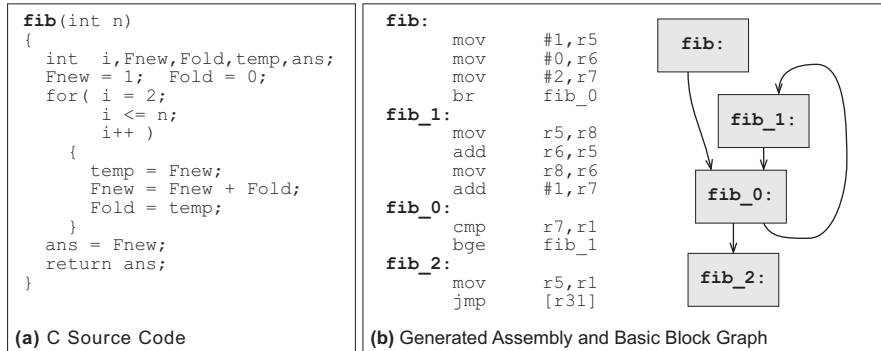 fib(int n)
{
int i,Fnew,Fold,temp,ans;
Fnew = 1; Fold = 0;
for( i = 2;
i <= n;
i++ )
{
temp = Fnew;
Fnew = Fnew + Fold;
Fold = temp;
}
ans = Fnew;
return ans;
}
(a) C Source Code
fib:
mov #1,r5
mov #0,r6
mov #2,r7
br fib_0
fib_1:
mov r5,r8
add r6,r5
mov r8,r6
add #1,r7
fib_0:
cmp r7,r1
bge fib_1
fib_2:
mov r5,r1
jmp [r31]
fib:
fib_1:
fib_0:
fib_2:
(b) Generated Assembly and Basic Block Graph